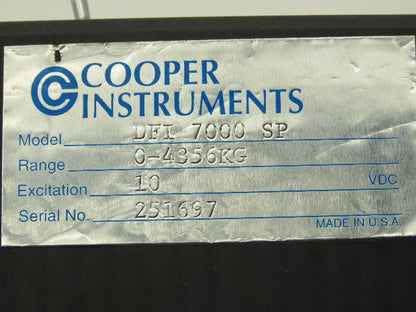 COOPER
INSTRUMENTS
Model DFI 7000 SP
Range 0-4356KG
Excitation 10 VDC
Serial No. 251697
MADE IN U.S.A.